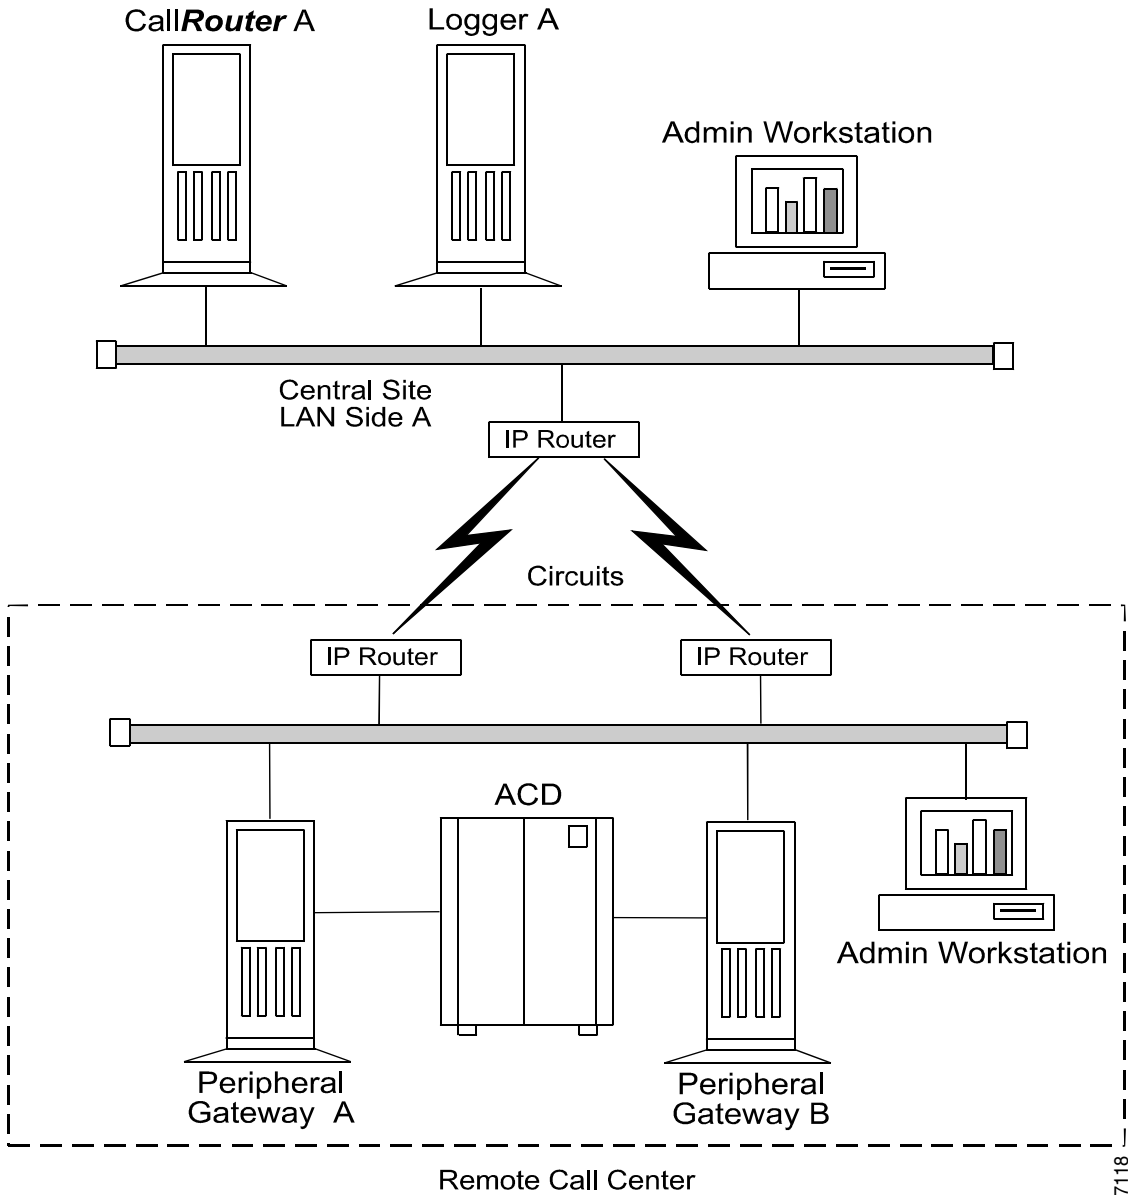 CallRouter A
Logger A
Admin Workstation
Central Site
LAN Side A
IP Router
Circuits
IP Router
IP Router
ACD
Admin Workstation
Peripheral
Gateway A
Peripheral
Gateway B
Remote Call Center
7118